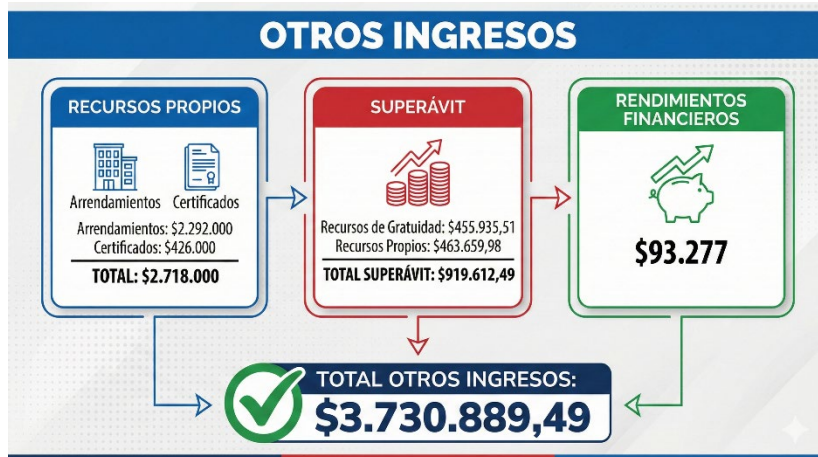 OTROS INGRESOS
RECURSOS PROPIOS
Arrendamientos Certificados
Arrendamientos: $2.292.000
Certificados: $426.000
TOTAL: $2.718.000
SUPERÁVIT
Recursos de Gratuidad: $455.935,51
Recursos Propios: $463.659,98
TOTAL SUPERÁVIT: $919.612,49
RENDIMIENTOS
FINANCIEROS
$93.277
TOTAL OTROS INGRESOS:
$3.730.889,49